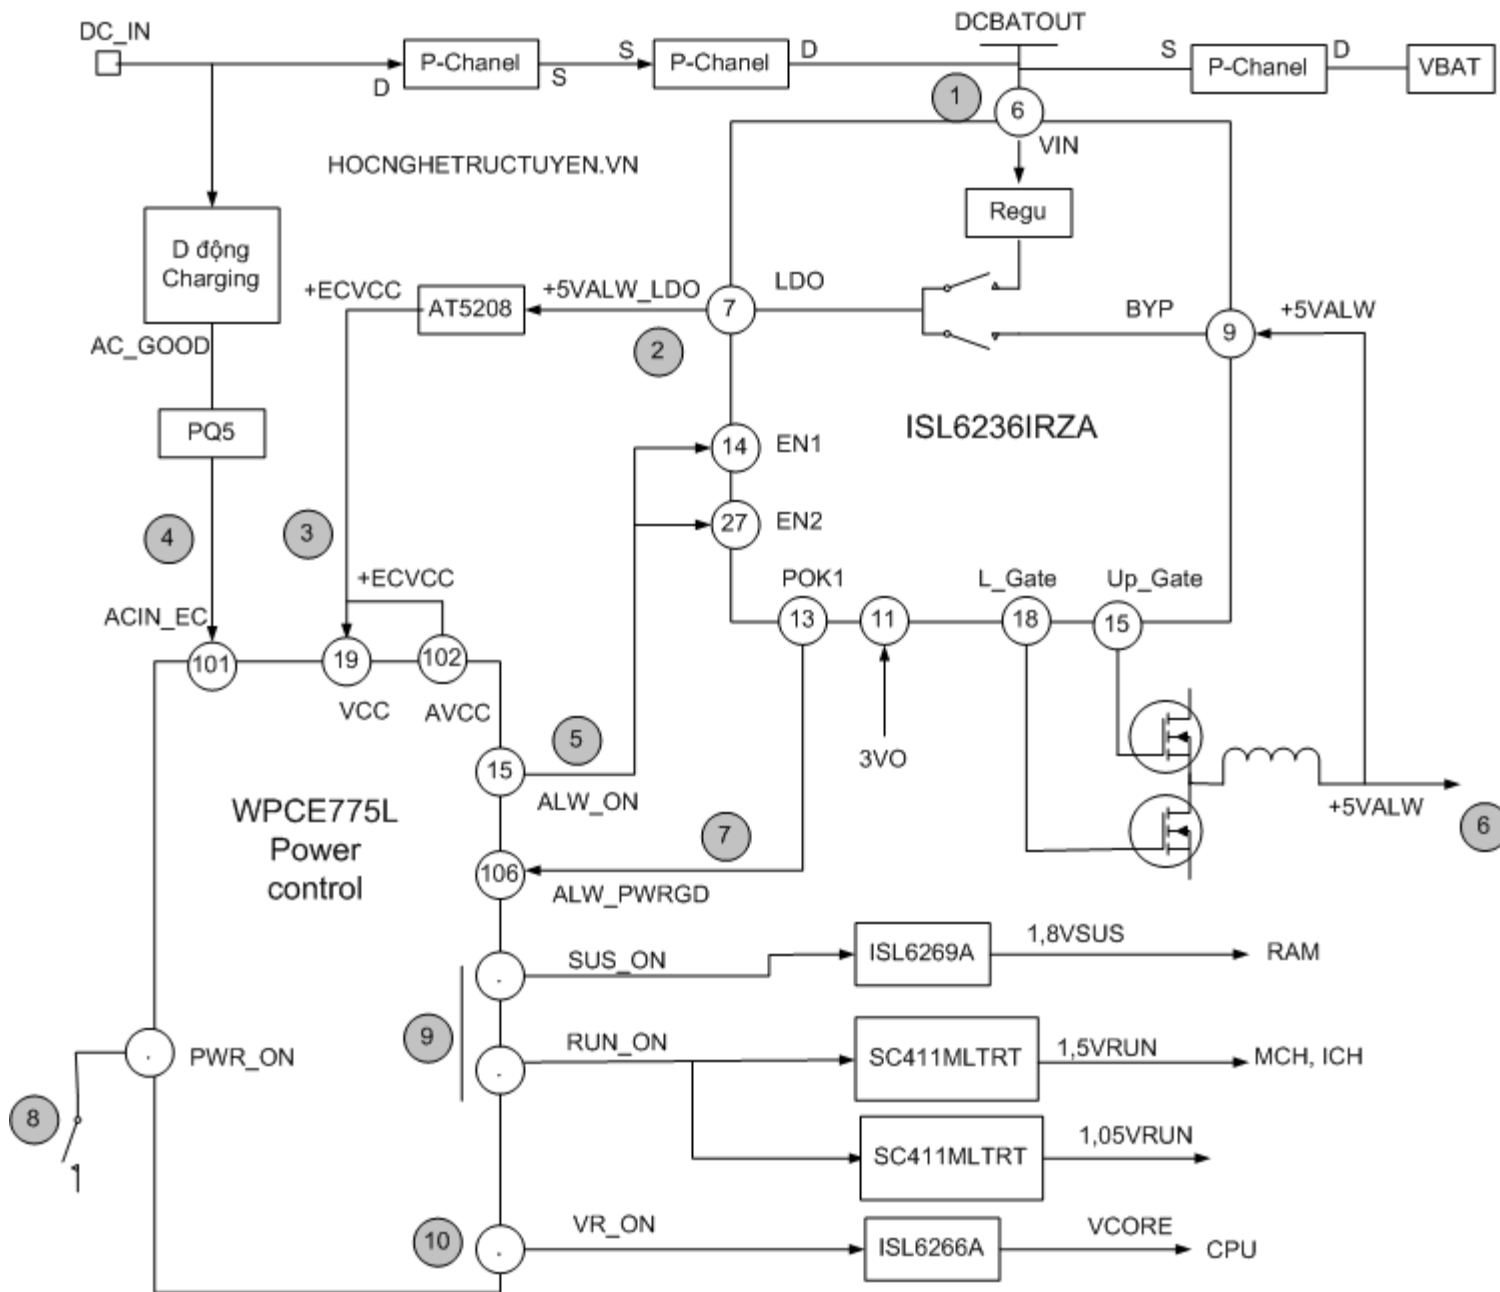 DC_IN
DCBATOUT
P-Chanel
D
S
S
P-Chanel
D
S
P-Chanel
D
VBAT
1
6
VIN
HOCNGHETRUCTUYEN.VN
Regu
D động
Charging
+ECVCC
AT5208
+5VALW_LDO
7
LDO
BYP
9
+5VALW
AC_GOOD
2
PQ5
ISL6236IRZA
14
EN1
4
3
27
EN2
+ECVCC
POK1
L_Gate
Up_Gate
ACIN_EC
13
11
18
15
101
19
102
VCC
AVCC
5
15
3VO
ALW_ON
+5VALW
6
WPCE775L
Power
control
7
106
ALW_PWRGD
SUS_ON
ISL6269A
1,8VSUS
RAM
9
RUN_ON
SC411MLTRT
1,5VRUN
MCH, ICH
PWR_ON
8
SC411MLTRT
1,05VRUN
10
VR_ON
ISL6266A
VCORE
CPU